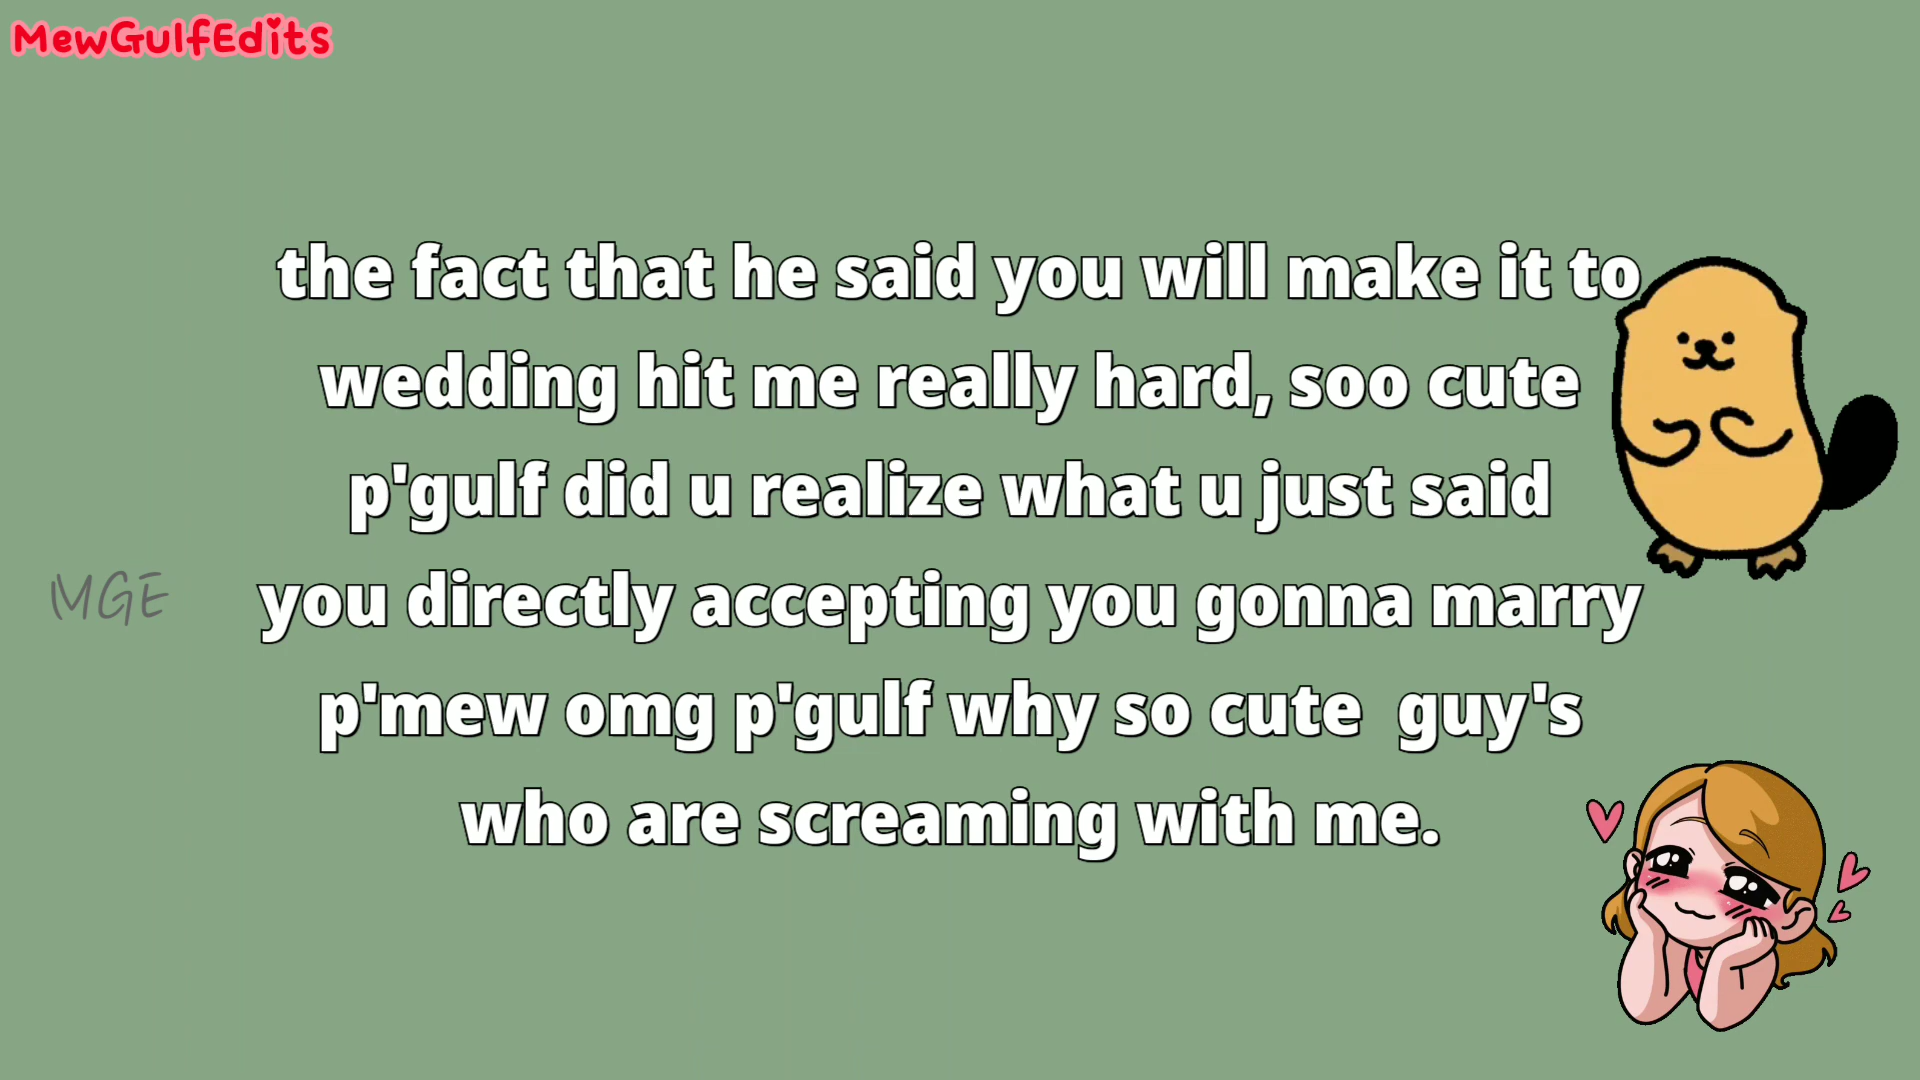 MewGulfEdits
the fact that he said you will make it to
wedding hit me really hard, soo cute
p'gulf did u realize what u just said
you directly accepting you gonna marry
p'mew omg p'gulf why so cute  guy's
who are screaming with me.
MGE